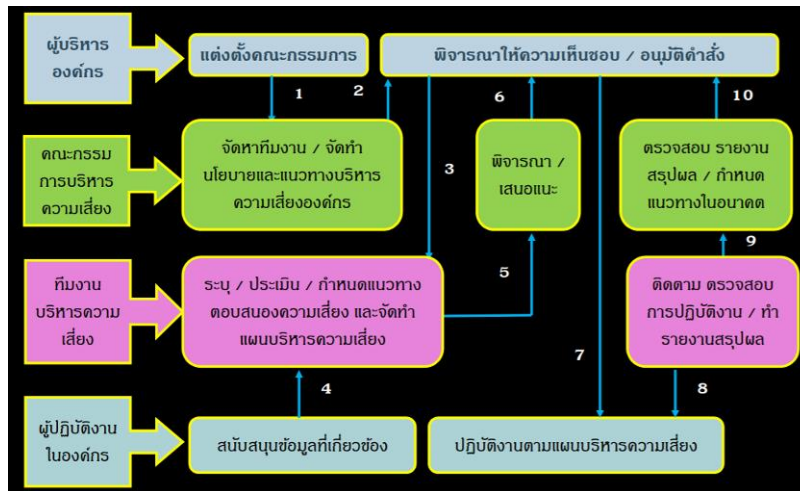 ผู้บริหาร
องค์กร
แต่งตั้งคณะกรรมการ
พิจารณาให้ความเห็นชอบ / อนุมัติคำสั่ง
1
2
6
10
คณะกรรม
การบริหาร
ความเสี่ยง
จัดหาทีมงาน / จัดทำ
นโยบายและแนวทางบริหาร
ความเสี่ยงองค์กร
3
พิจารณา /
เสนอแนะ
ตรวจสอบ รายงาน
สรุปผล / กำหนด
แนวทางในอนาคต
9
ทีมงาน
บริหารความ
เสี่ยง
ระบุ / ประเมิน / กำหนดแนวทาง
ตอบสนองความเสี่ยง และจัดทำ
แผนบริหารความเสี่ยง
5
ติดตาม ตรวจสอบ
การปฏิบัติงาน / ทำ
รายงานสรุปผล
7
4
8
ผู้ปฏิบัติงาน
ในองค์กร
สนับสนุนข้อมูลที่เกี่ยวข้อง
ปฏิบัติงานตามแผนบริหารความเสี่ยง